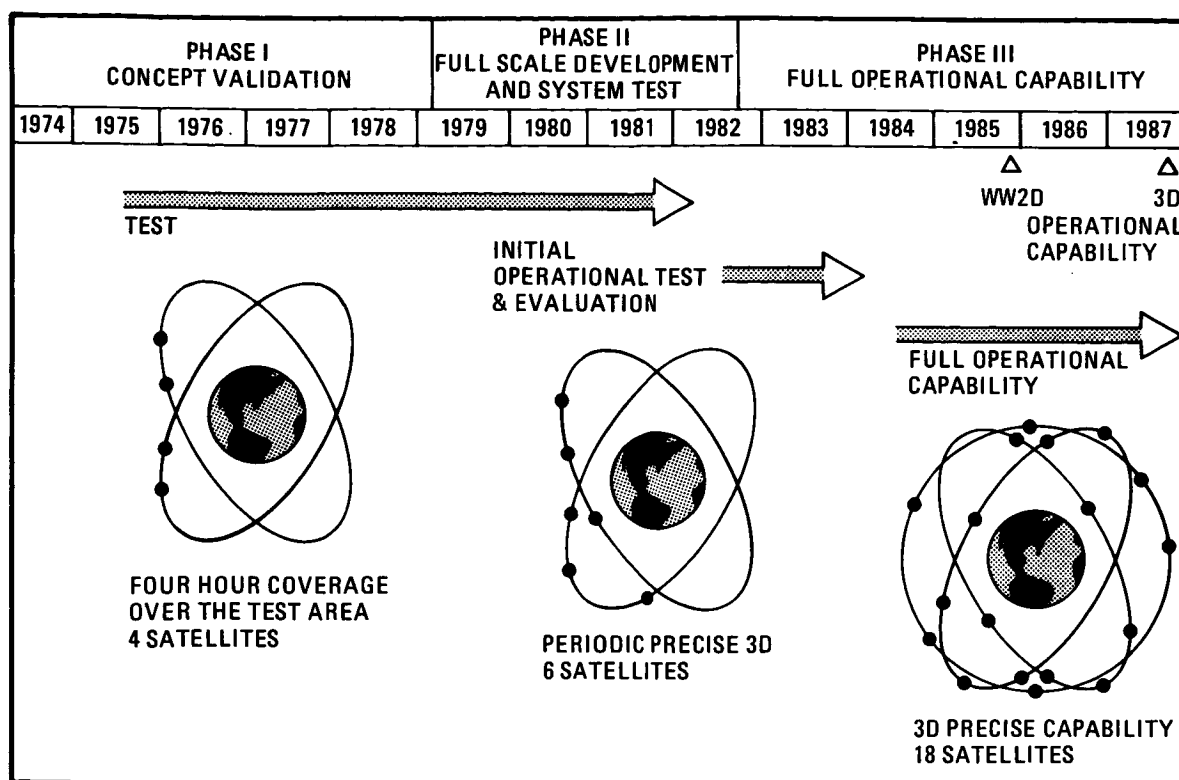 PHASE I
CONCEPT VALIDATION
PHASE II
FULL SCALE DEVELOPMENT
AND SYSTEM TEST
PHASE III
FULL OPERATIONAL CAPABILITY
1974 1975 1976 1977 1978 1979 1980 1981 1982 1983 1984 1985 1986 1987
WW2D 3D
OPERATIONAL
CAPABILITY
TEST
INITIAL
OPERATIONAL TEST
& EVALUATION
FULL OPERATIONAL
CAPABILITY
FOUR HOUR COVERAGE
OVER THE TEST AREA
4 SATELLITES
PERIODIC PRECISE 3D
6 SATELLITES
3D PRECISE CAPABILITY
18 SATELLITES